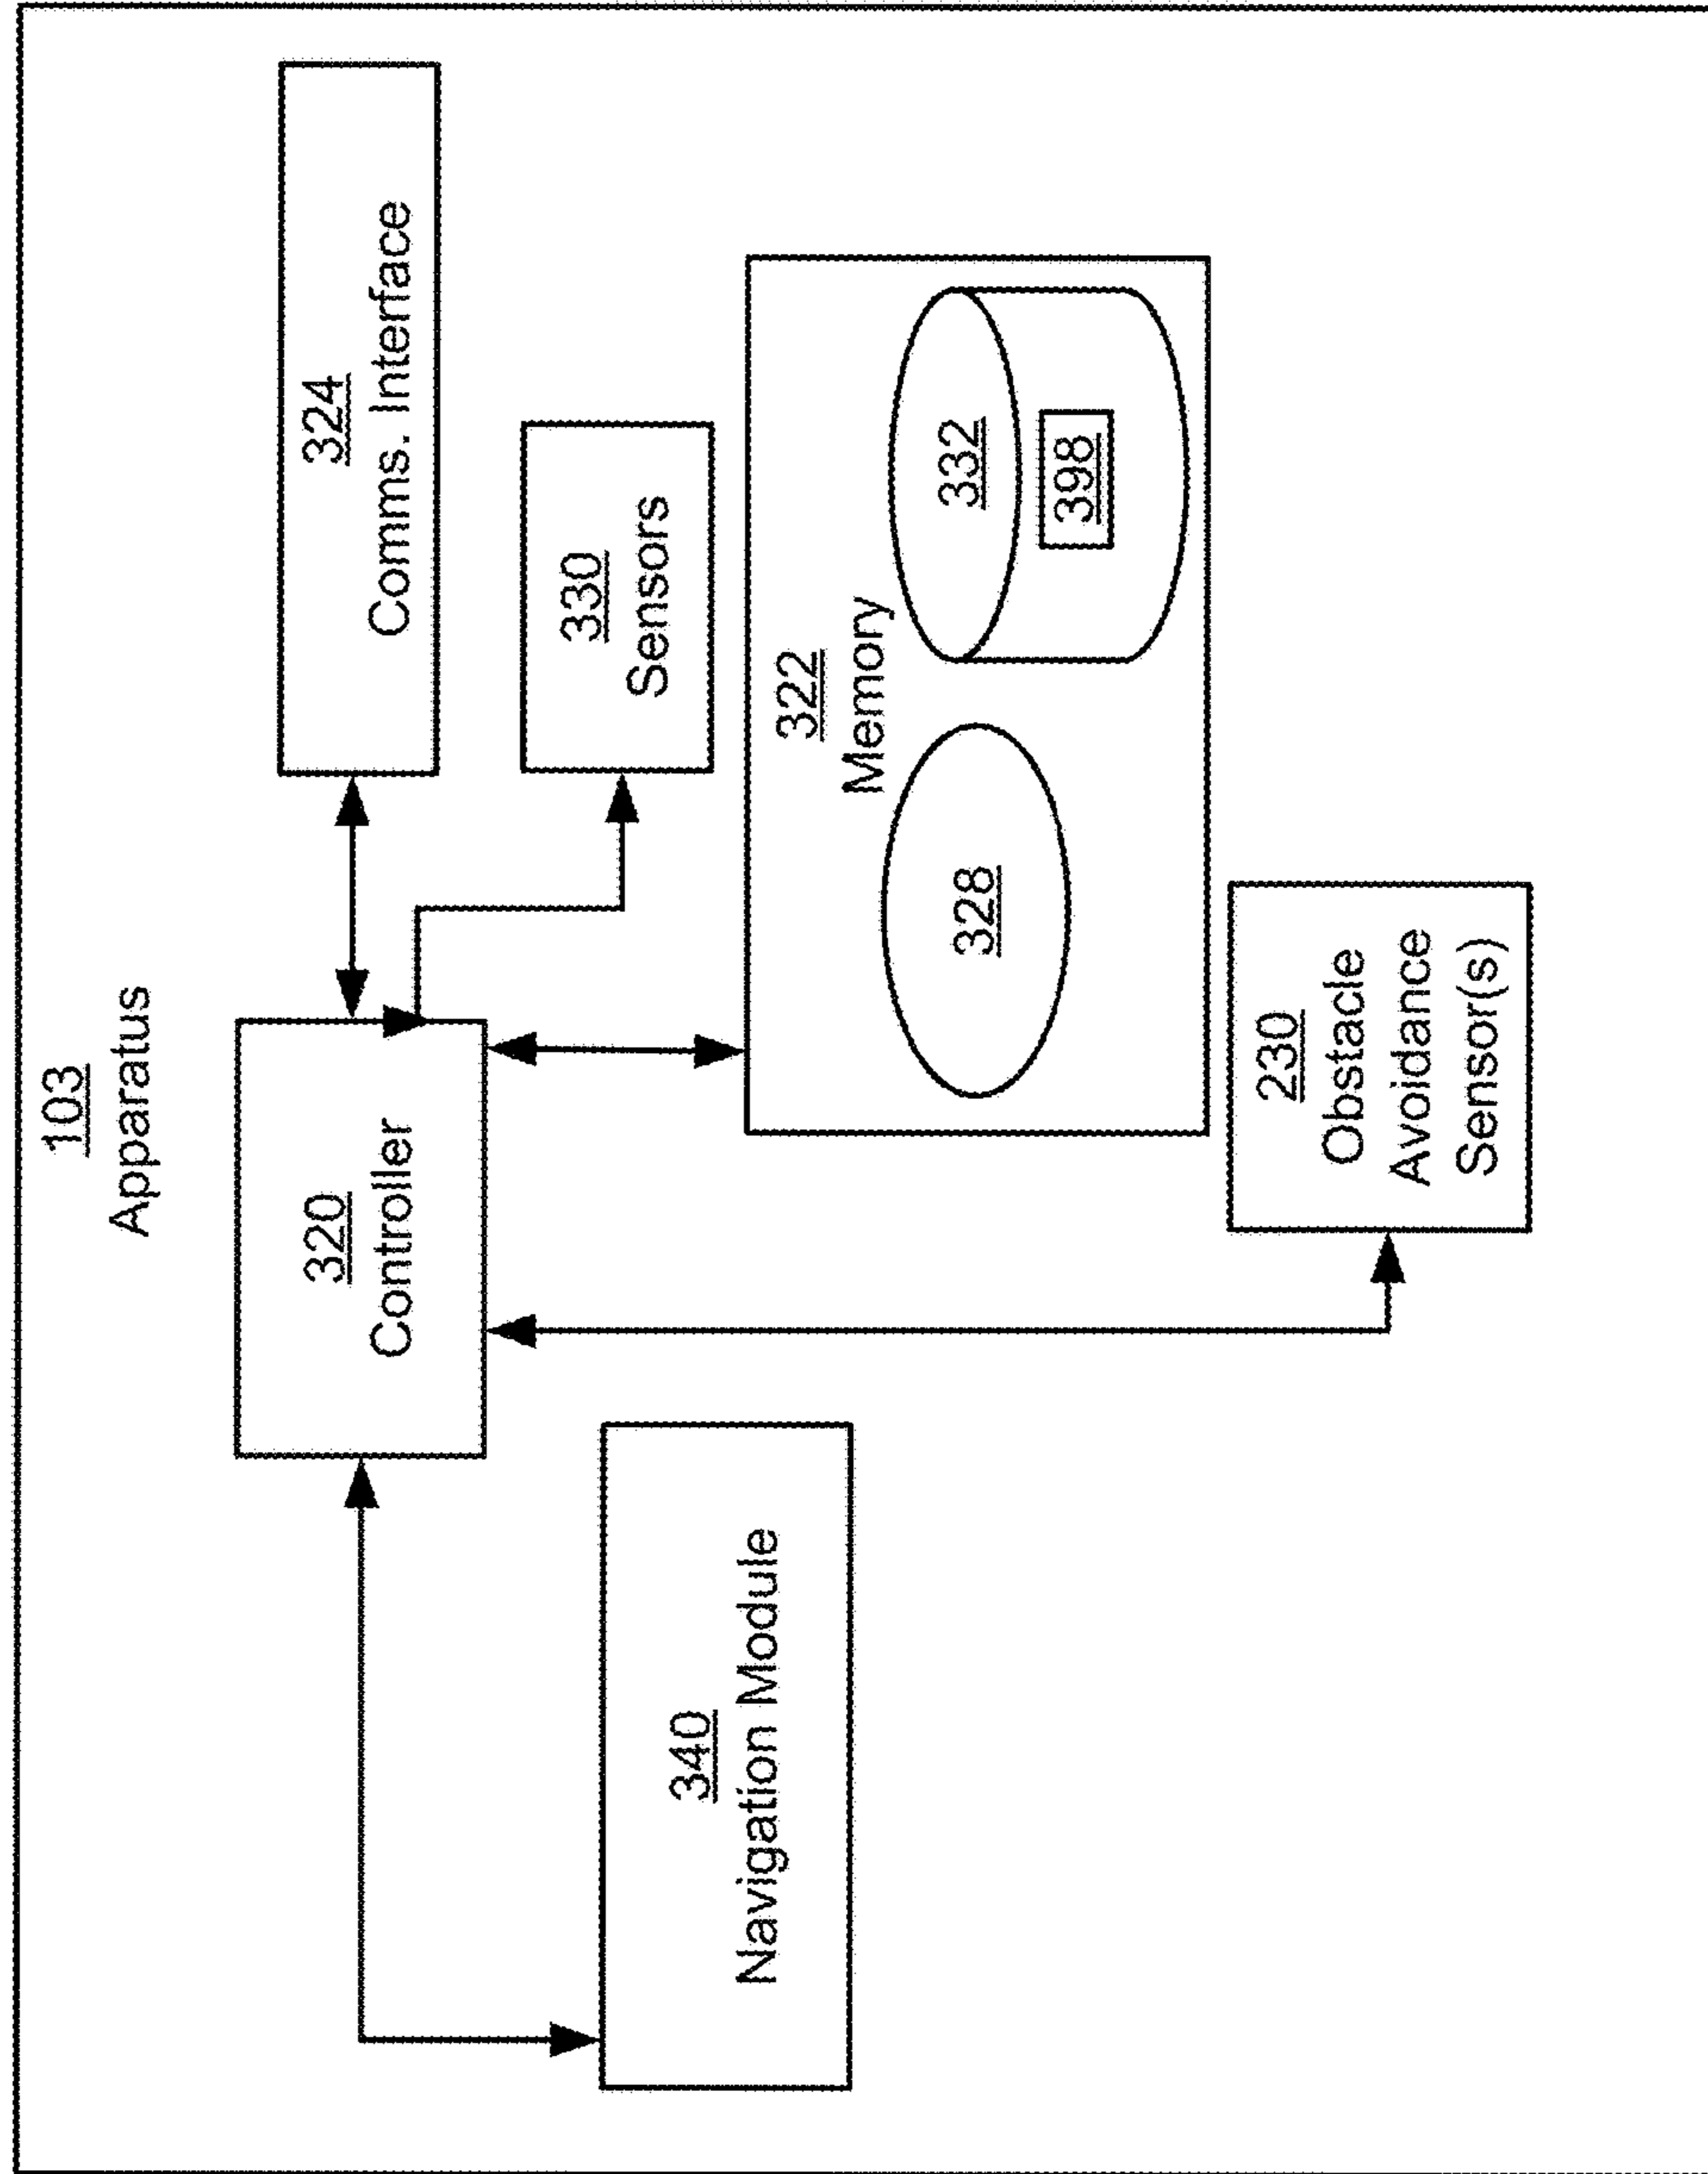 103
Apparatus
320
Controller
324
Comms. Interface
330
Sensors
340
Navigation Module
322
Memory
328
332
398
230
Obstacle
Avoidance
Sensor(s)